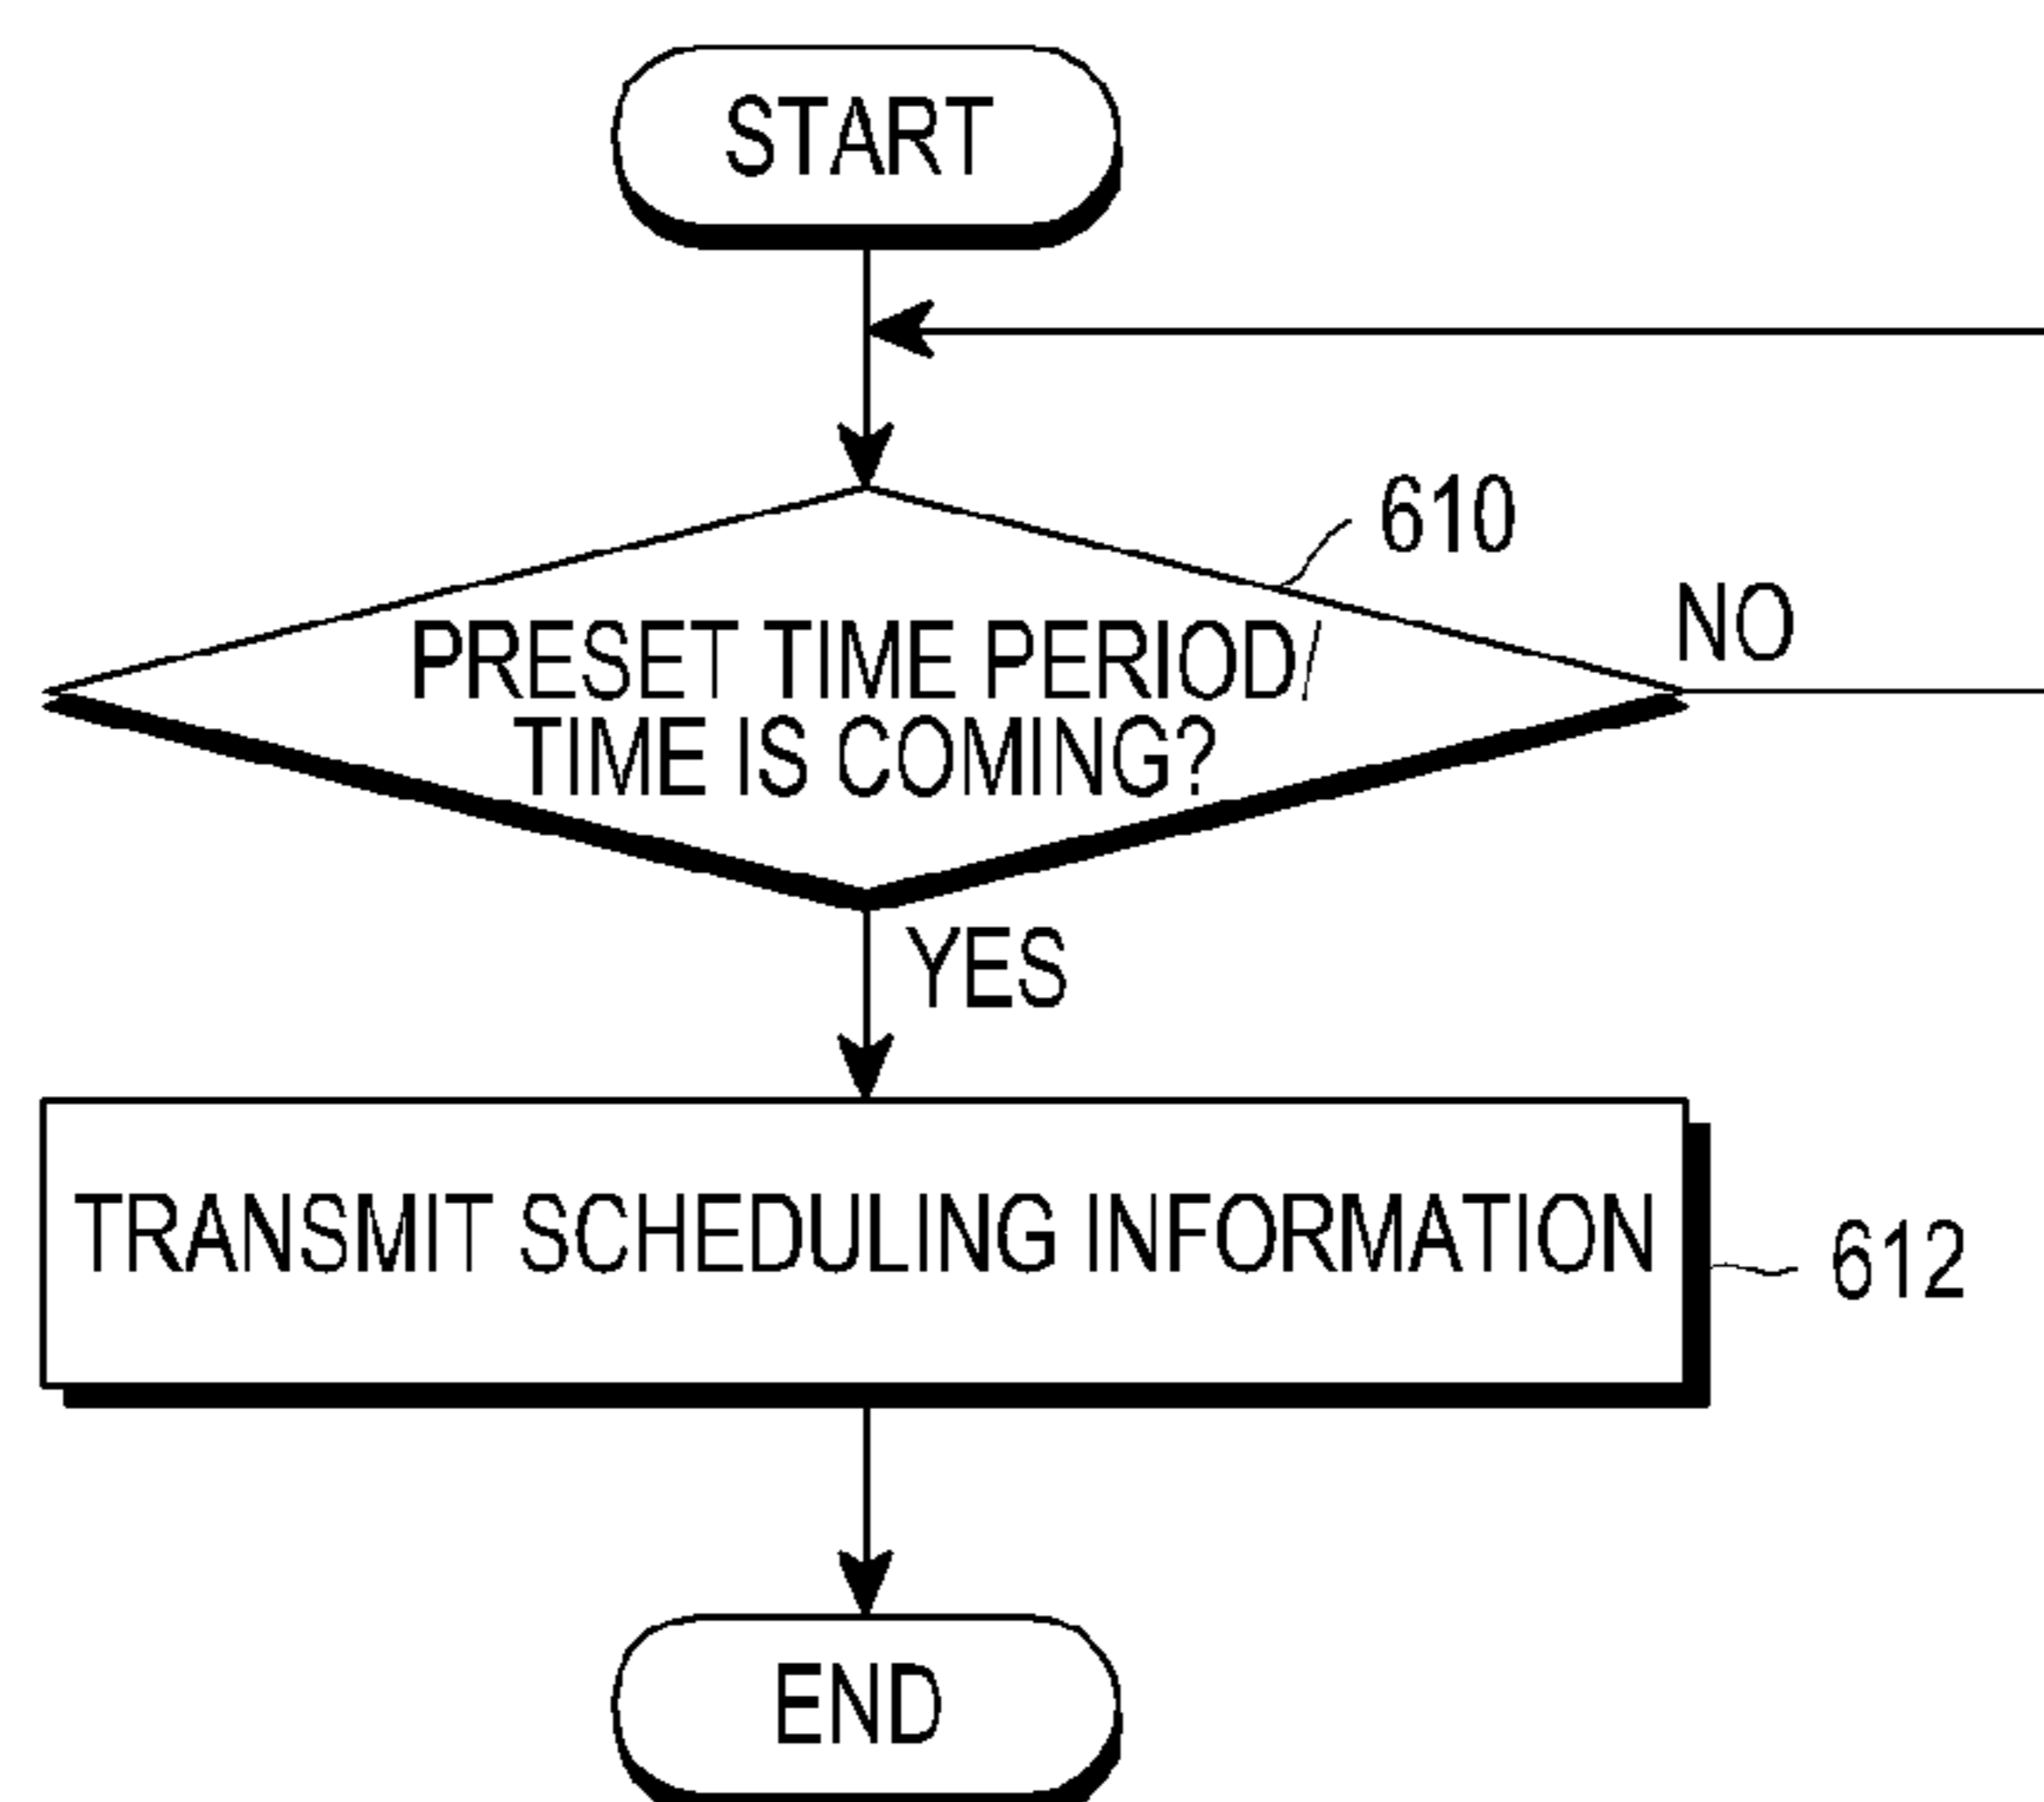 START
610
PRESET TIME PERIOD/
TIME IS COMING?
NO
YES
TRANSMIT SCHEDULING INFORMATION
612
END